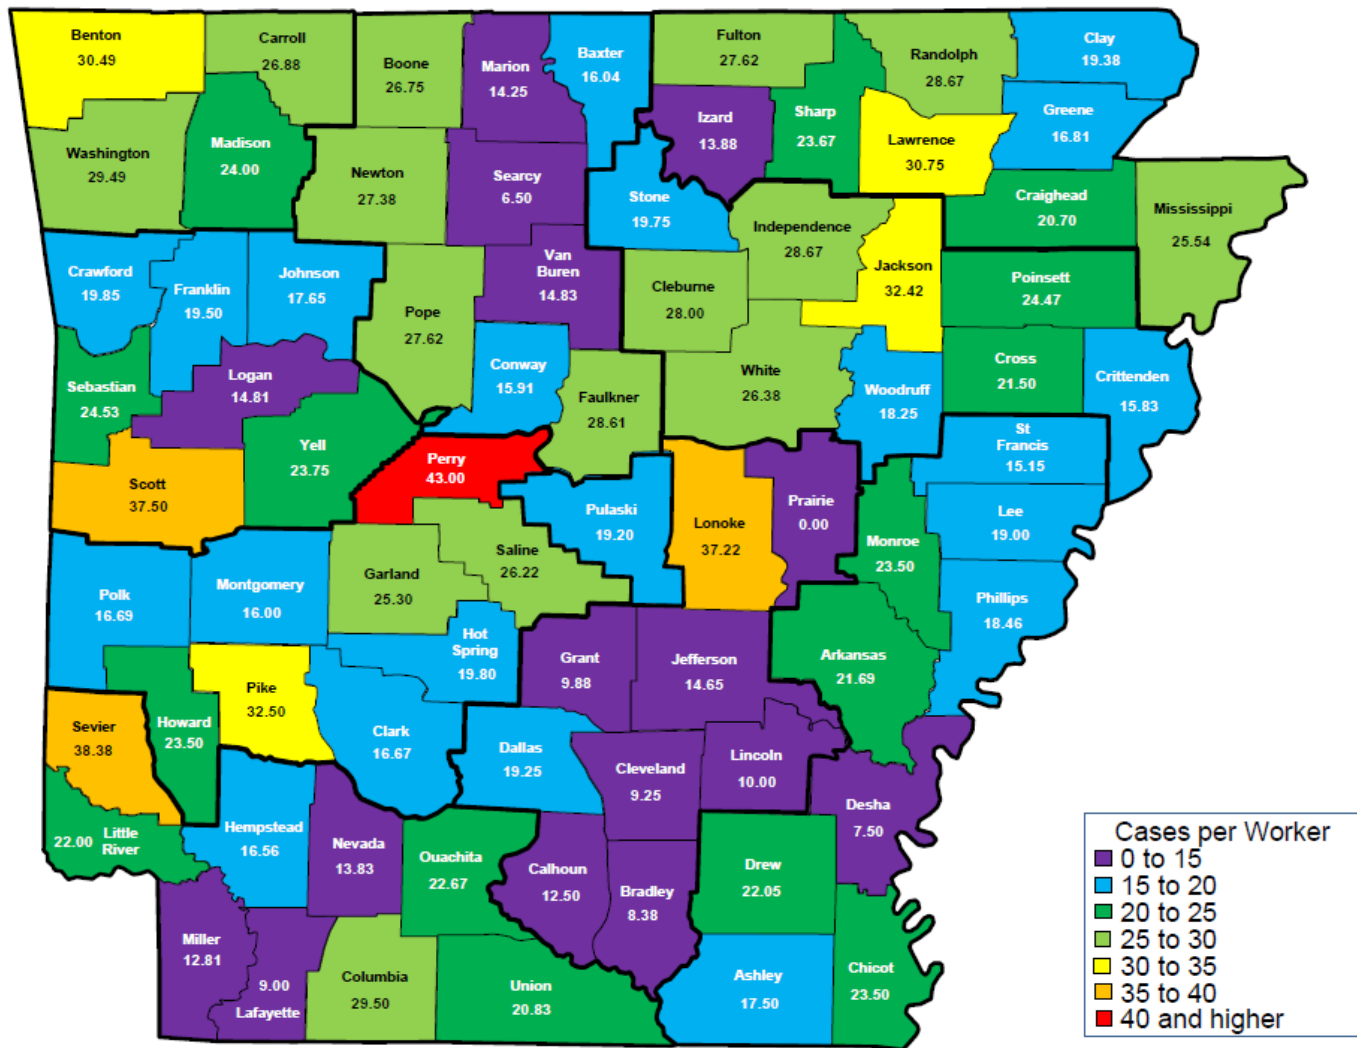 Benton
30.49
Carroll
26.88
Boone
26.75
Marion
14.25
Baxter
16.04
Fulton
27.62
Randolph
28.67
Clay
19.38
Izard
13.88
Sharp
23.67
Greene
16.81
Lawrence
30.75
Washington
29.49
Madison
24.00
Newton
27.38
Searcy
6.50
Stone
19.75
Independence
28.67
Craighead
20.70
Mississippi
25.54
Crawford
19.85
Franklin
19.50
Johnson
17.65
Van
Buren
14.83
Cleburne
28.00
Jackson
32.42
Poinsett
24.47
Pope
27.62
Sebastian
24.53
Logan
14.81
Conway
15.91
Faulkner
28.61
White
26.38
Woodruff
18.25
Cross
21.50
Crittenden
15.83
Yell
23.75
Perry
43.00
St
Francis
15.15
Scott
37.50
Pulaski
19.20
Lonoke
37.22
Prairie
0.00
Monroe
23.50
Lee
19.00
Saline
26.22
Garland
25.30
Polk
16.69
Montgomery
16.00
Phillips
18.46
Hot
Spring
19.80
Grant
9.88
Jefferson
14.65
Arkansas
21.69
Pike
32.50
Howard
23.50
Sevier
38.38
Clark
16.67
Dallas
19.25
Cleveland
9.25
Lincoln
10.00
Desha
7.50
Little
River
22.00
Hempstead
16.56
Nevada
13.83
Ouachita
22.67
Calhoun
12.50
Bradley
8.38
Drew
22.05
Miller
12.81
9.00
Lafayette
Columbia
29.50
Union
20.83
Ashley
17.50
Chicot
23.50
Cases per Worker
0 to 15
15 to 20
20 to 25
25 to 30
30 to 35
35 to 40
40 and higher